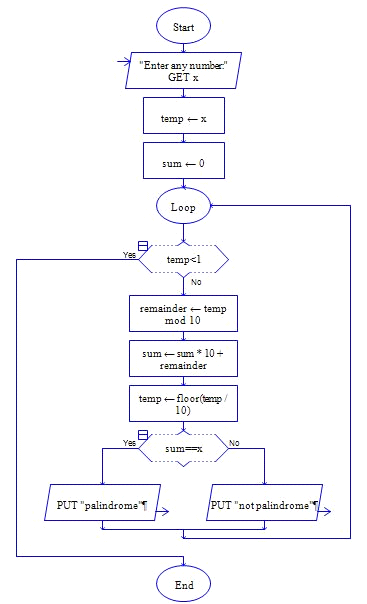 Start
"Enter any number."
GET x
temp ← x
sum ← 0
Loop
Yes
temp<1
No
remainder ← temp
mod 10
sum ← sum * 10 +
remainder
temp ← floor(temp /
10)
Yes
sum==x
No
PUT "palindrome"¶
PUT "not palindrome"¶
End